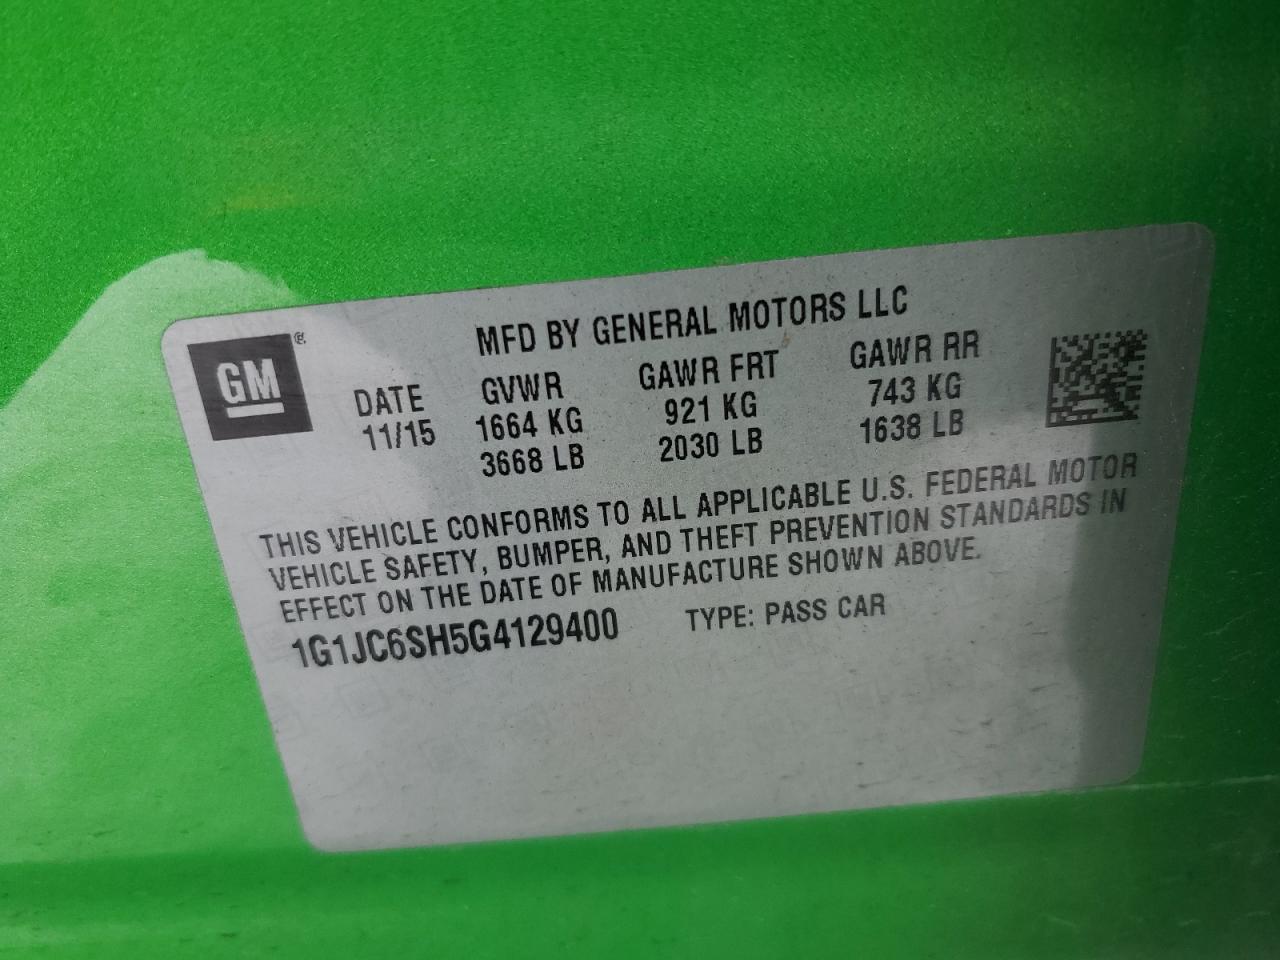 GM
MFD BY GENERAL MOTORS LLC
DATE GVWR GAWR FRT GAWR RR
11/15 1664 KG 921 KG 743 KG
3668 LB 2030 LB 1638 LB
THIS VEHICLE CONFORMS TO ALL APPLICABLE U.S. FEDERAL MOTOR
VEHICLE SAFETY, BUMPER, AND THEFT PREVENTION STANDARDS IN
EFFECT ON THE DATE OF MANUFACTURE SHOWN ABOVE.
1G1JC6SH5G4129400 TYPE: PASS CAR